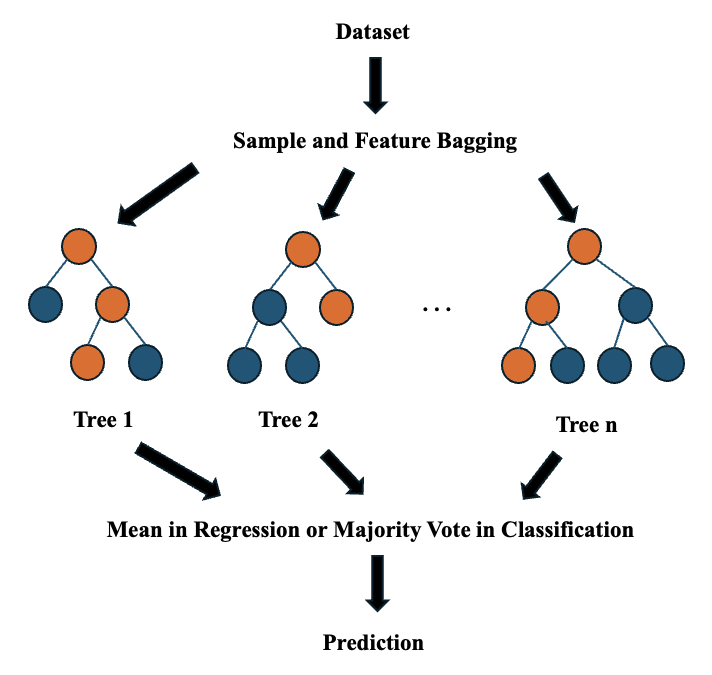 Dataset
Sample and Feature Bagging
...
Tree 1
Tree 2
Tree n
Mean in Regression or Majority Vote in Classification
Prediction